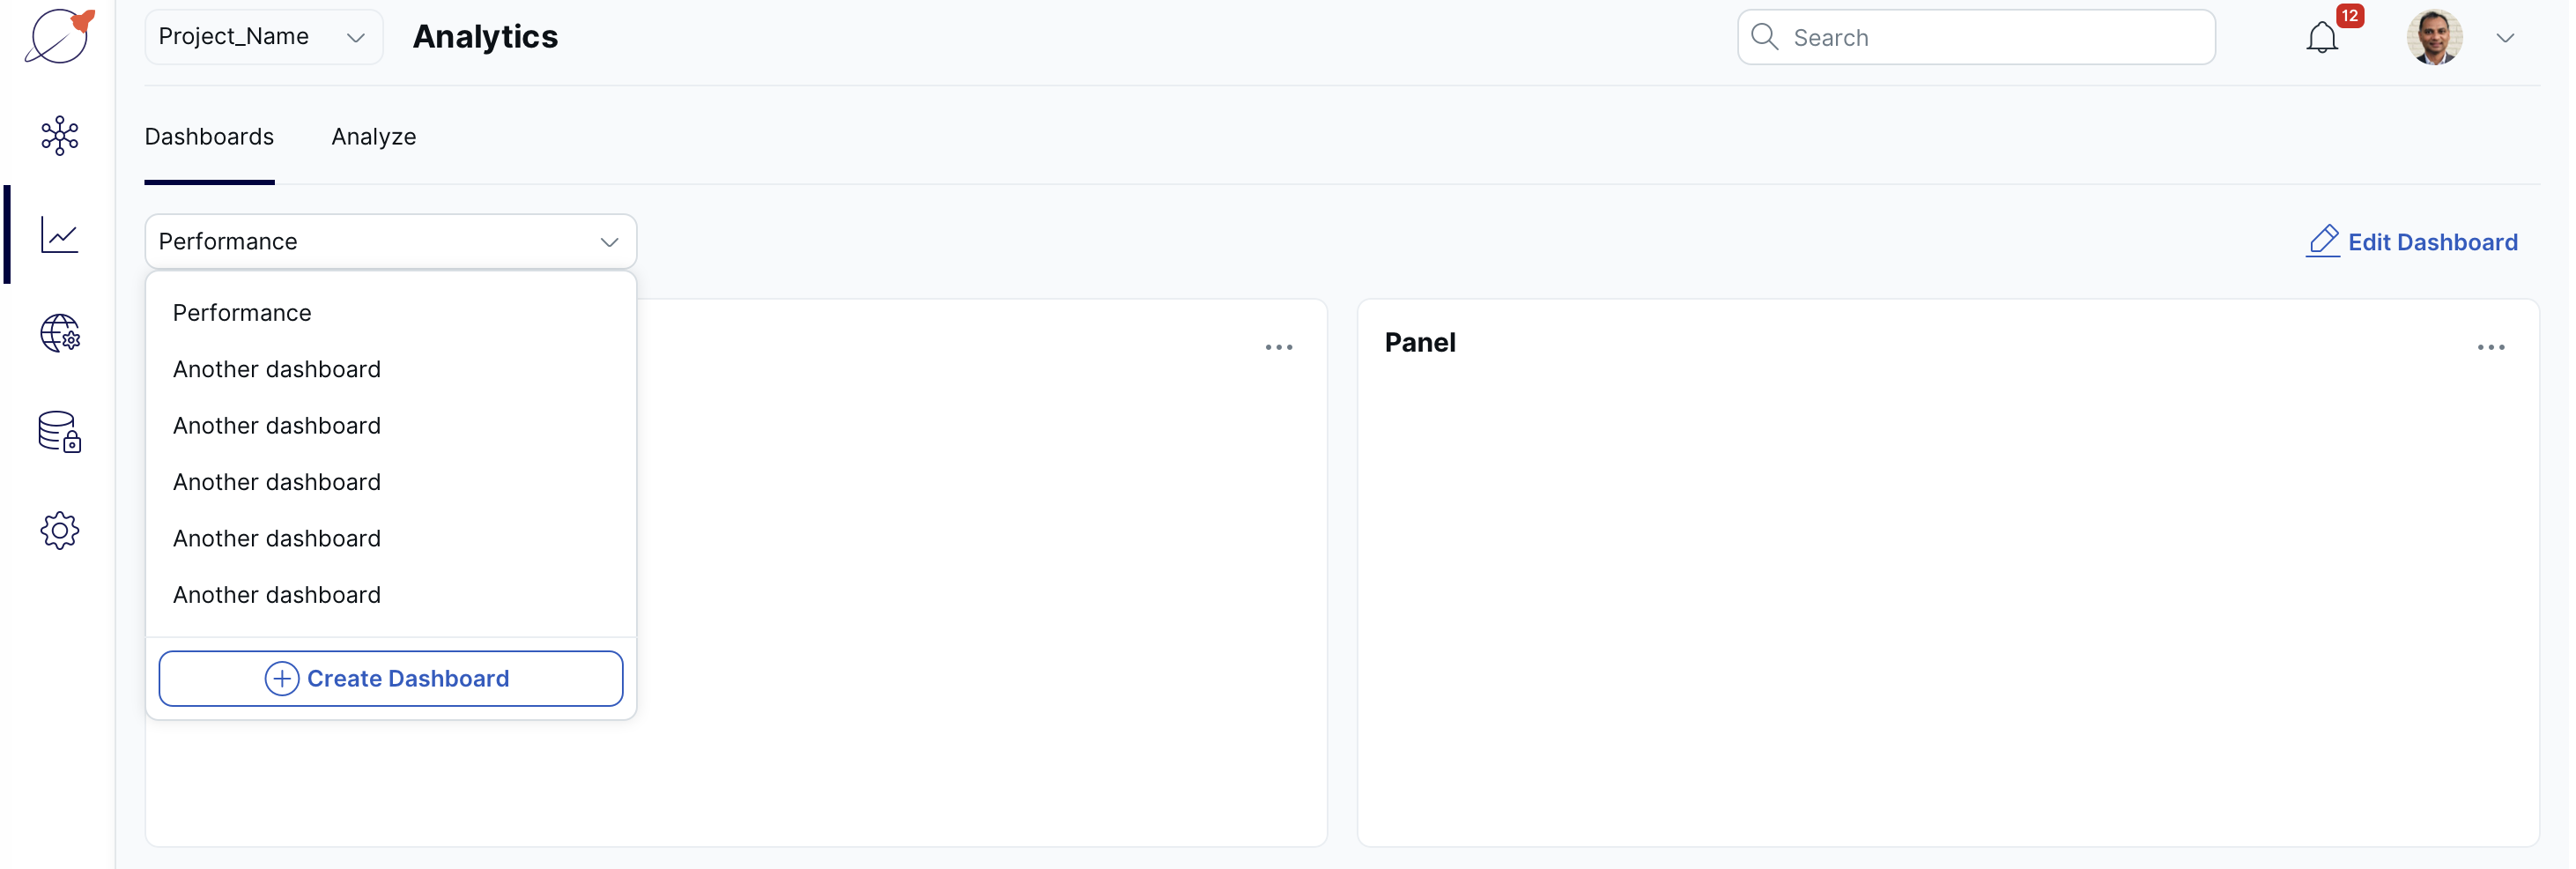 Project_Name
Analytics
Search
12
Dashboards
Analyze
Performance
Edit Dashboard
Performance
Another dashboard
Another dashboard
Another dashboard
Another dashboard
Another dashboard
Create Dashboard
Panel